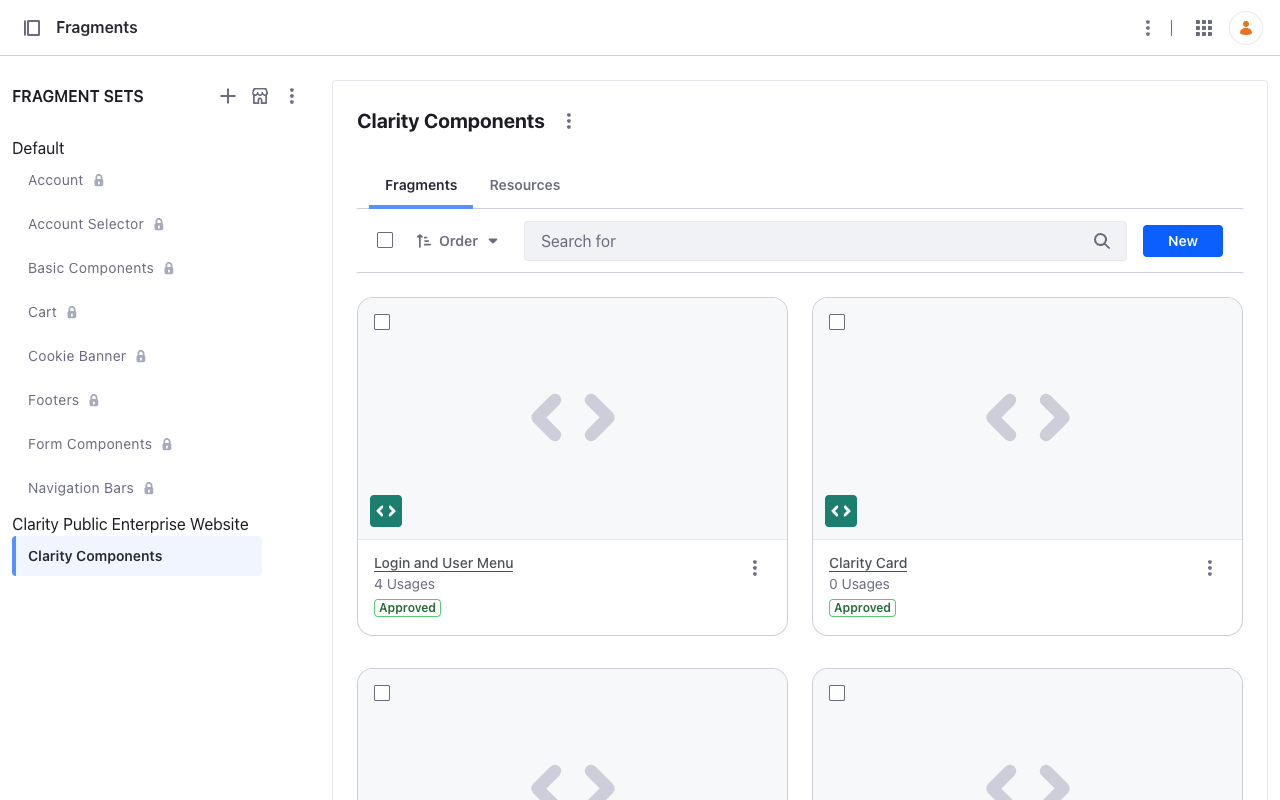 Fragments
FRAGMENT SETS
Default
Account
Account Selector
Basic Components
Cart
Cookie Banner
Footers
Form Components
Navigation Bars
Clarity Public Enterprise Website
Clarity Components
Clarity Components
Fragments
Resources
Order
Search for
New
Login and User Menu
4 Usages
Approved
Clarity Card
0 Usages
Approved